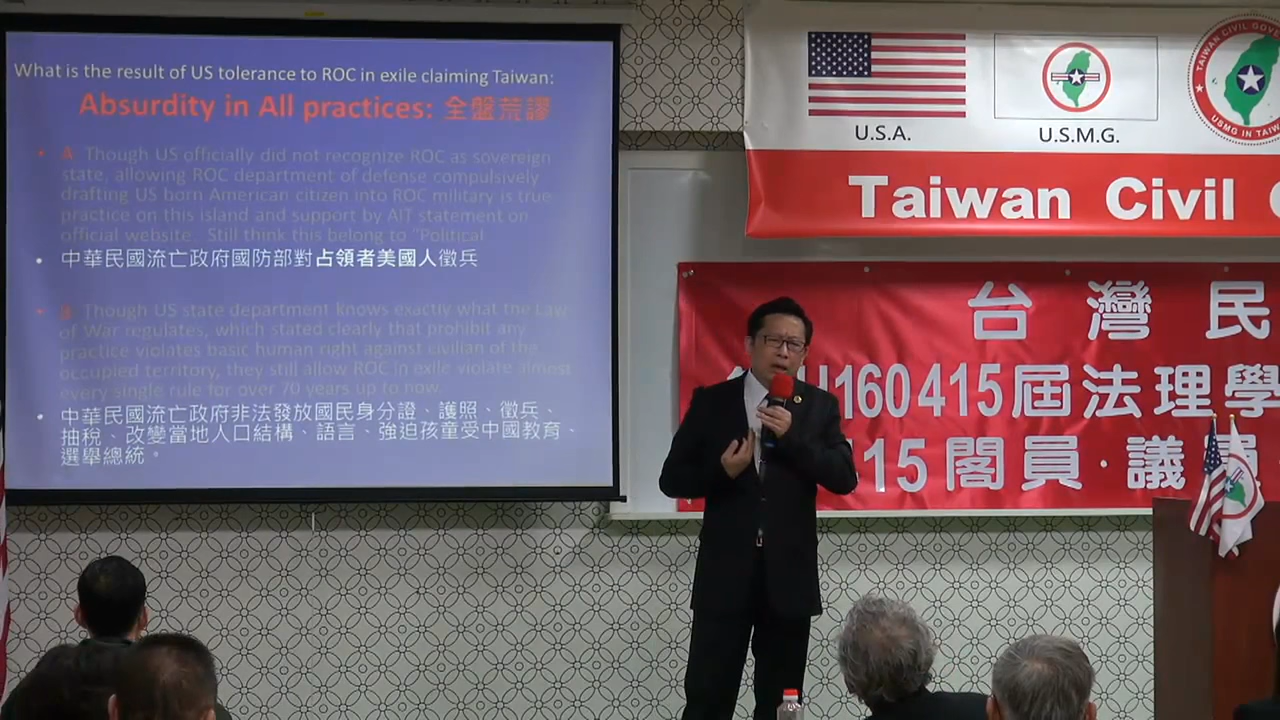 What is the result of US tolerance to ROC in exile claiming Taiwan:
Absurdity in All practices: 全盤荒謬
• A. Though US officially did not recognize ROC as sovereign
state, allowing ROC department of defense compulsively
drafting US born American citizen into ROC military is true
practice on this island and support by AIT statement on
official website. Still think this belong to "Political
• 中華民國流亡政府國防部對占領者美國人徵兵
• B. Though US state department knows exactly what the Law
of War regulates, which stated clearly that prohibit any
practice violates basic human right against civilian of the
occupied territory, they still allow ROC in exile violate almost
every single rule for over 70 years up to now.
• 中華民國流亡政府非法發放國民身分證、護照、徵兵、
抽稅、改變當地人口結構、語言、強迫孩童受中國教育、
選舉總統。
U.S.A.
U.S.M.G.
TAIWAN CIVIL GOVE
USMG IN TAIW
Taiwan Civil
台灣民
160415屆法理學
15閣員·議員